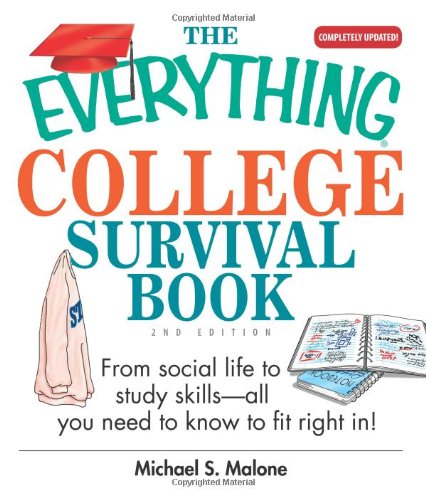 Copyrighted Material
THE
COMPLETELY UPDATED!
EVERYTHING®
COLLEGE
SURVIVAL
BOOK
2ND EDITION
From social life to
study skills—all
you need to know to fit right in!
Michael S. Malone
Copyrighted Material